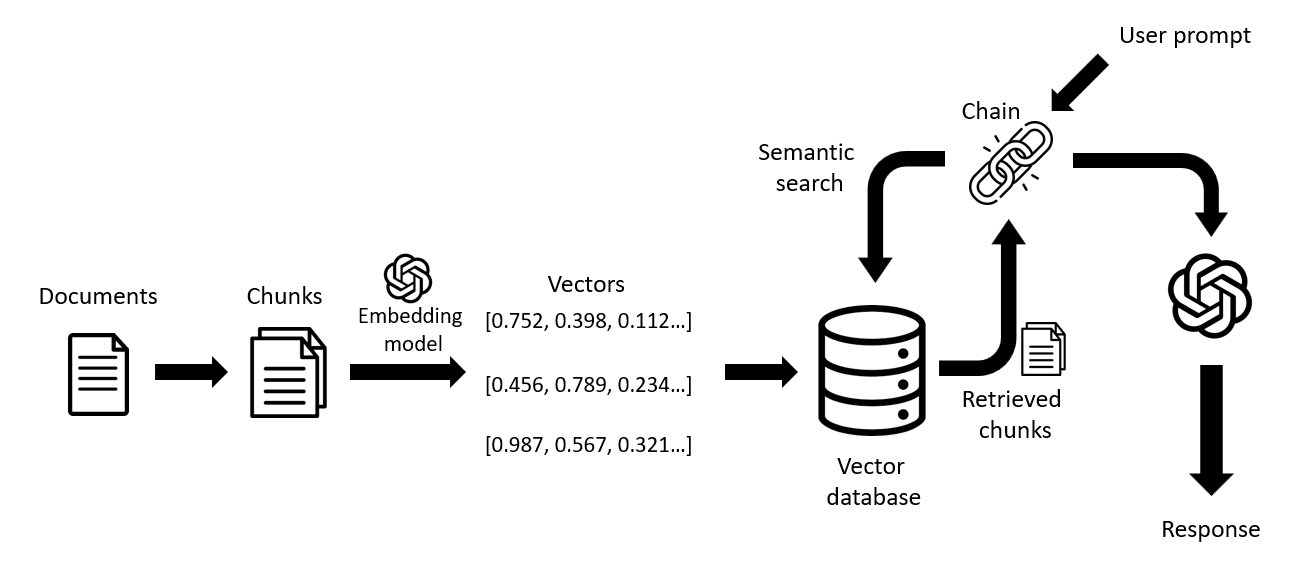 User prompt
Chain
Semantic
search
Documents
Chunks
Embedding
model
Vectors
[0.752, 0.398, 0.112...]
[0.456, 0.789, 0.234...]
[0.987, 0.567, 0.321...]
Vector
database
Retrieved
chunks
Response